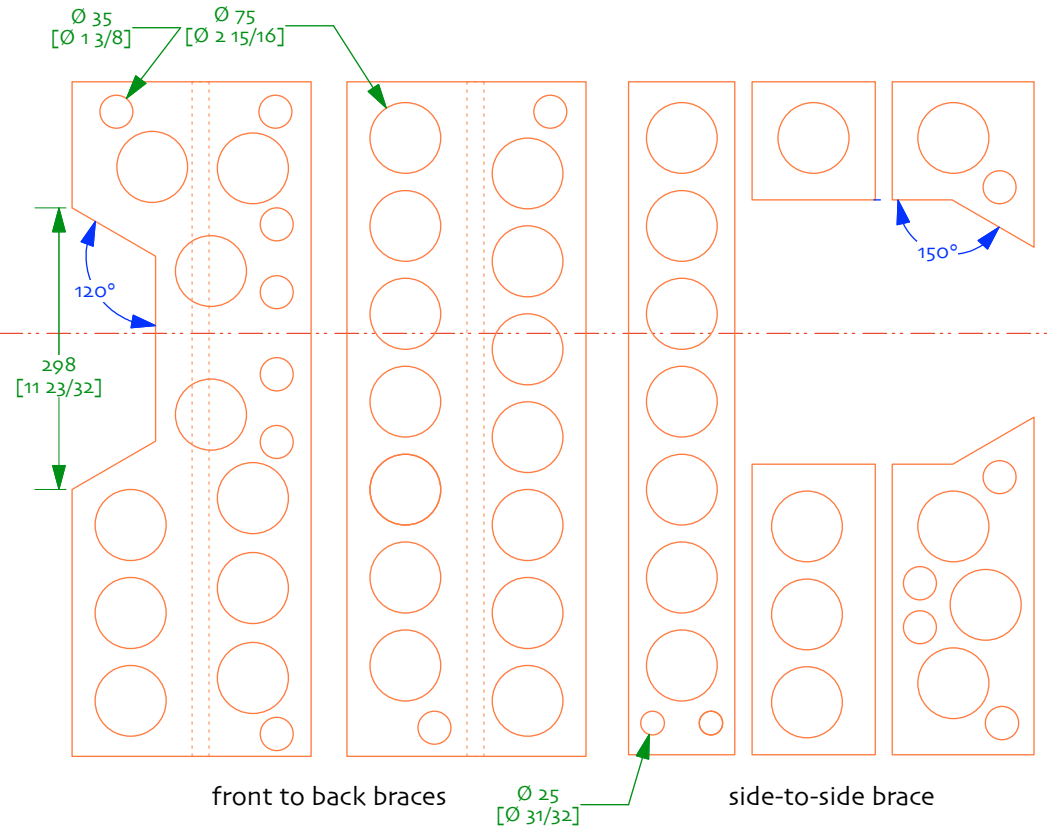 Ø 35
[Ø 1 3/8]
Ø 75
[Ø 2 15/16]
120°
150°
298
[11 23/32]
front to back braces
Ø 25
[Ø 31/32]
side-to-side brace